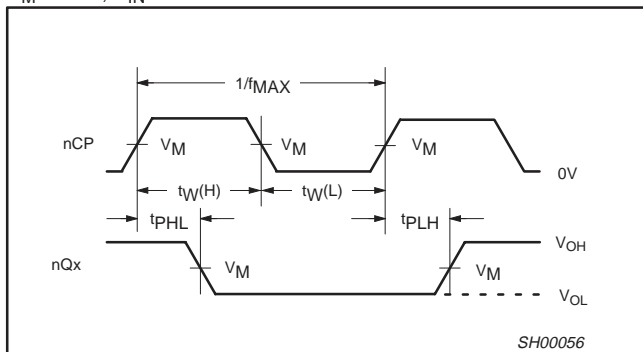 1/fMAX
nCP
VM
VM
VM
0V
tW(H)
tW(L)
tPHL
tPLH
nQx
VM
VM
VOH
VOL
SH00056